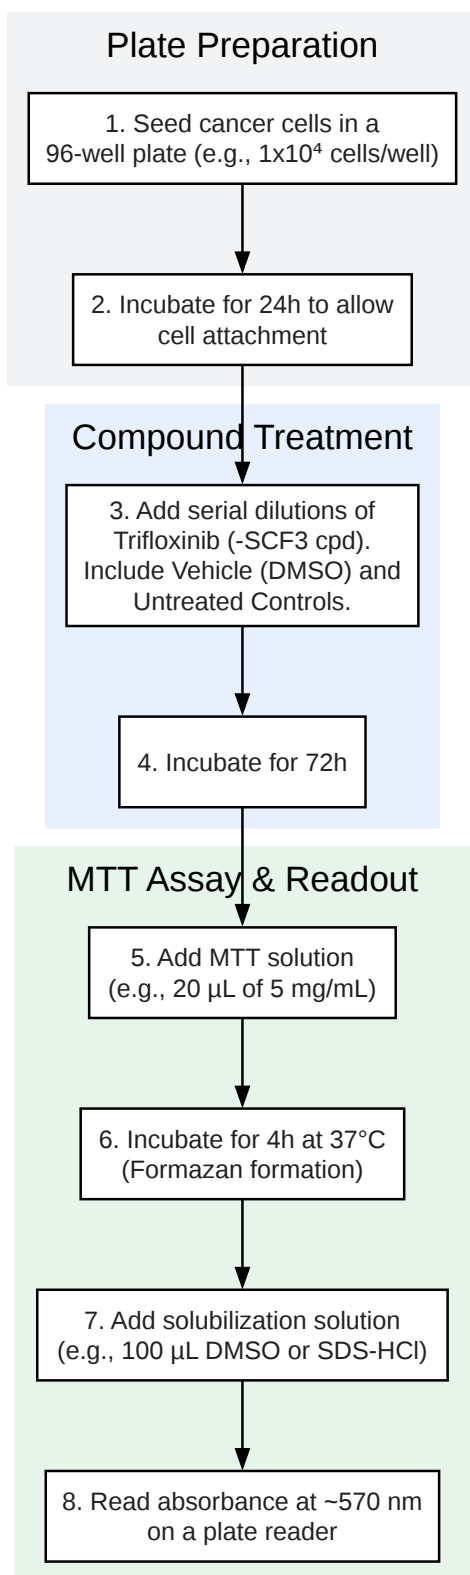 Plate Preparation
1. Seed cancer cells in a
96-well plate (e.g., 1x10⁴ cells/well)
2. Incubate for 24h to allow
cell attachment
Compound Treatment
3. Add serial dilutions of
Trifloxinib (-SCF3 cpd).
Include Vehicle (DMSO) and
Untreated Controls.
4. Incubate for 72h
MTT Assay & Readout
5. Add MTT solution
(e.g., 20 µL of 5 mg/mL)
6. Incubate for 4h at 37°C
(Formazan formation)
7. Add solubilization solution
(e.g., 100 µL DMSO or SDS-HCl)
8. Read absorbance at ~570 nm
on a plate reader